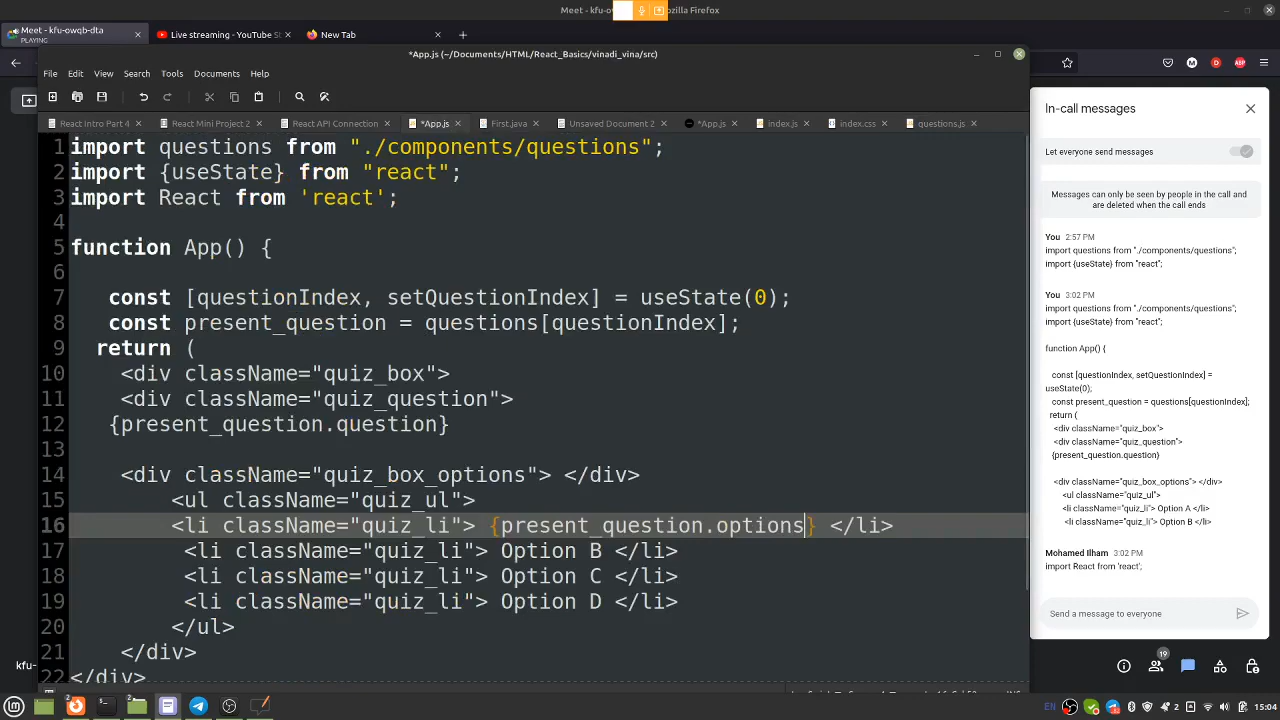 Meet - kfu-o
zilla Firefox
Meet - kfu-owqb-dta
PLAYING
Live streaming - YouTube S
New Tab
*App.js (~/Documents/HTML/React_Basics/vinadi_vina/src)
File Edit View Search Tools Documents Help
React Intro Part 4
React Mini Project 2
React API Connection
*App.js
First.java
Unsaved Document 2
*App.js
index.js
index.css
questions.js
1 import questions from "./components/questions";
2 import {useState} from "react";
3 import React from 'react';
4
5 function App() {
6
7 const [questionIndex, setQuestionIndex] = useState(0);
8 const present_question = questions[questionIndex];
9 return (
10 <div className="quiz_box">
11 <div className="quiz_question">
12 {present_question.question}
13
14 <div className="quiz_box_options"> </div>
15 <ul className="quiz_ul">
16 <li className="quiz_li"> {present_question.options} </li>
17 <li className="quiz_li"> Option B </li>
18 <li className="quiz_li"> Option C </li>
19 <li className="quiz_li"> Option D </li>
20 </ul>
21 </div>
22 </div>
In-call messages
Let everyone send messages
Messages can only be seen by people in the call and
are deleted when the call ends
You 2:57 PM
import questions from "./components/questions";
import {useState} from "react";
You 3:02 PM
import questions from "./components/questions";
import {useState} from "react";
function App() {
const [questionIndex, setQuestionIndex] =
useState(0);
const present_question = questions[questionIndex];
return (
<div className="quiz_box">
<div className="quiz_question">
{present_question.question}
<div className="quiz_box_options"> </div>
<ul className="quiz_ul">
<li className="quiz_li"> Option A </li>
<li className="quiz_li"> Option B </li>
Mohamed Ilham 3:02 PM
import React from 'react';
Send a message to everyone
19
kfu-
2
2
EN
2
15:04